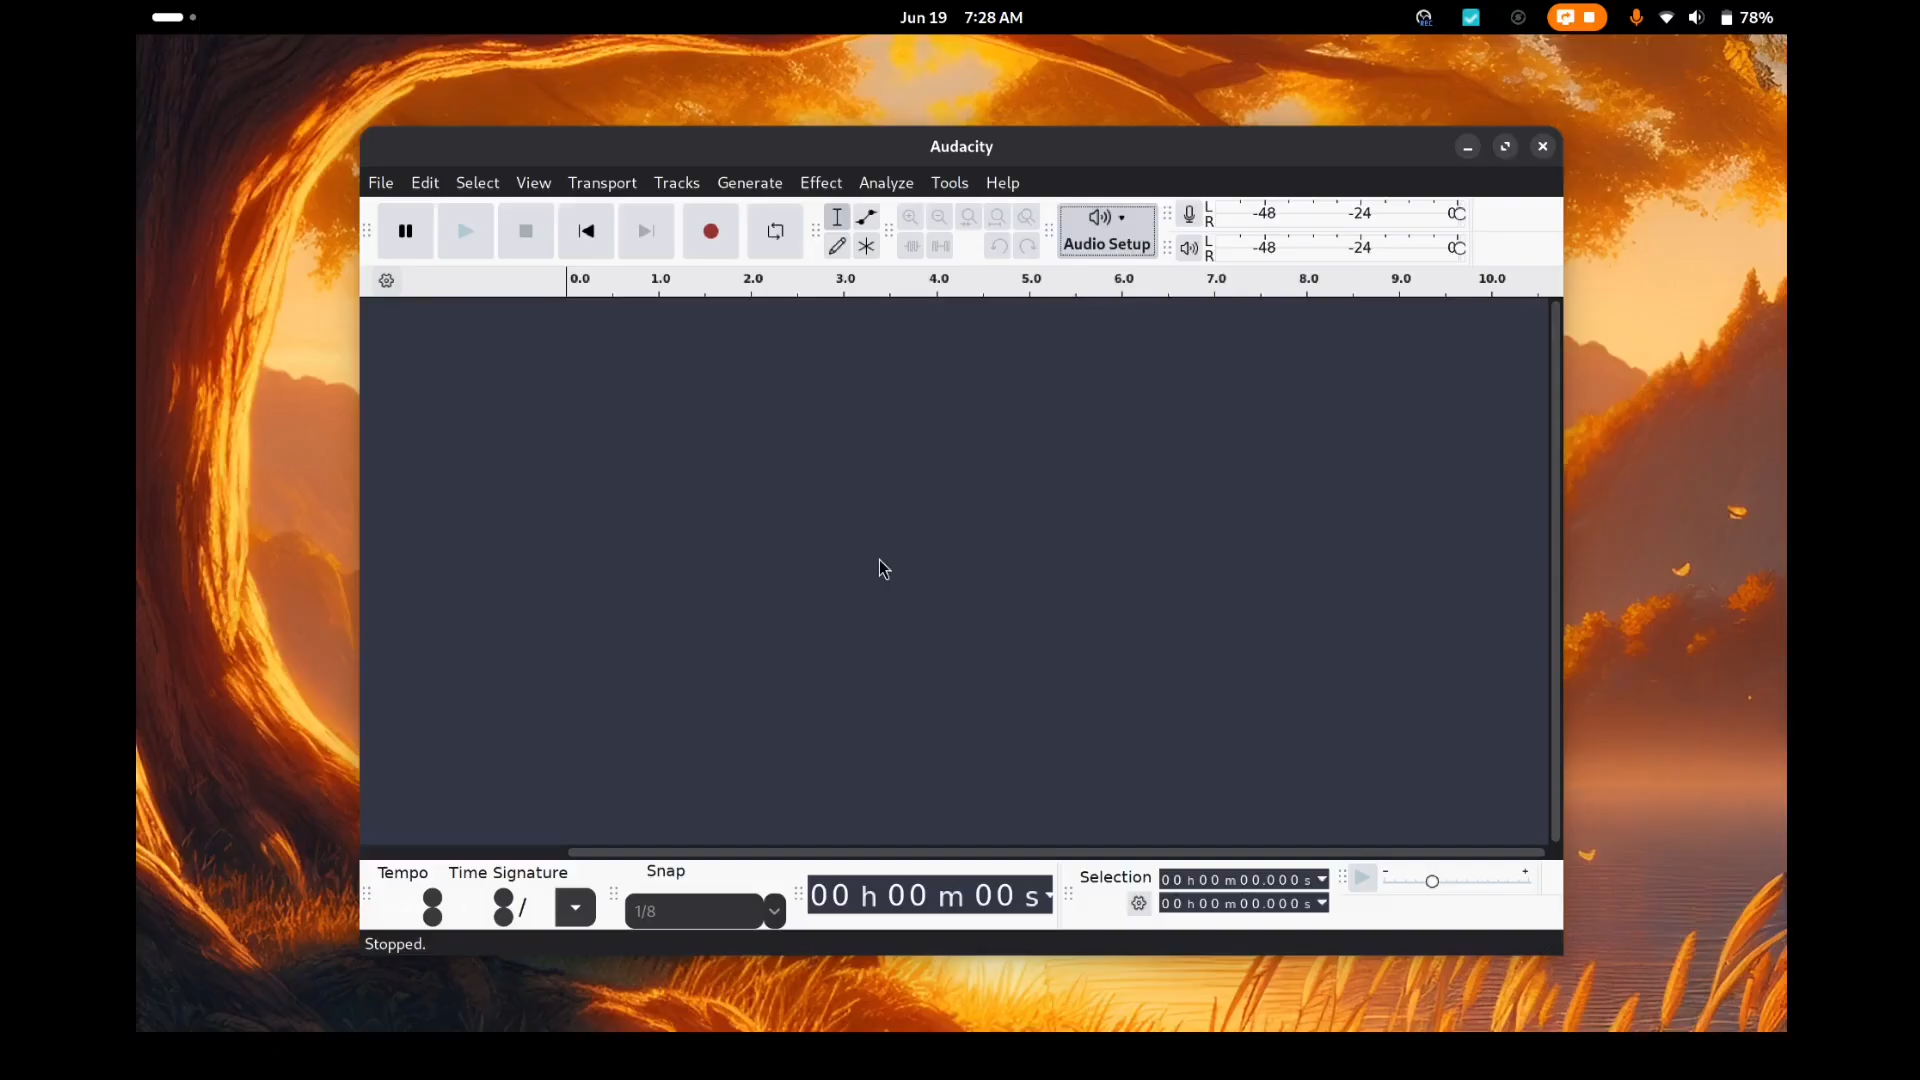 Jun 19 7:28 AM
REC
78%
Audacity
File Edit Select View Transport Tracks Generate Effect Analyze Tools Help
L
R
-48 -24 0
Audio Setup
L
R
-48 -24 0
0.0 1.0 2.0 3.0 4.0 5.0 6.0 7.0 8.0 9.0 10.0
Tempo Time Signature Snap
/
1/8
00 h 00 m 00 s
Selection
00 h 00 m 00.000 s
00 h 00 m 00.000 s
- +
Stopped.